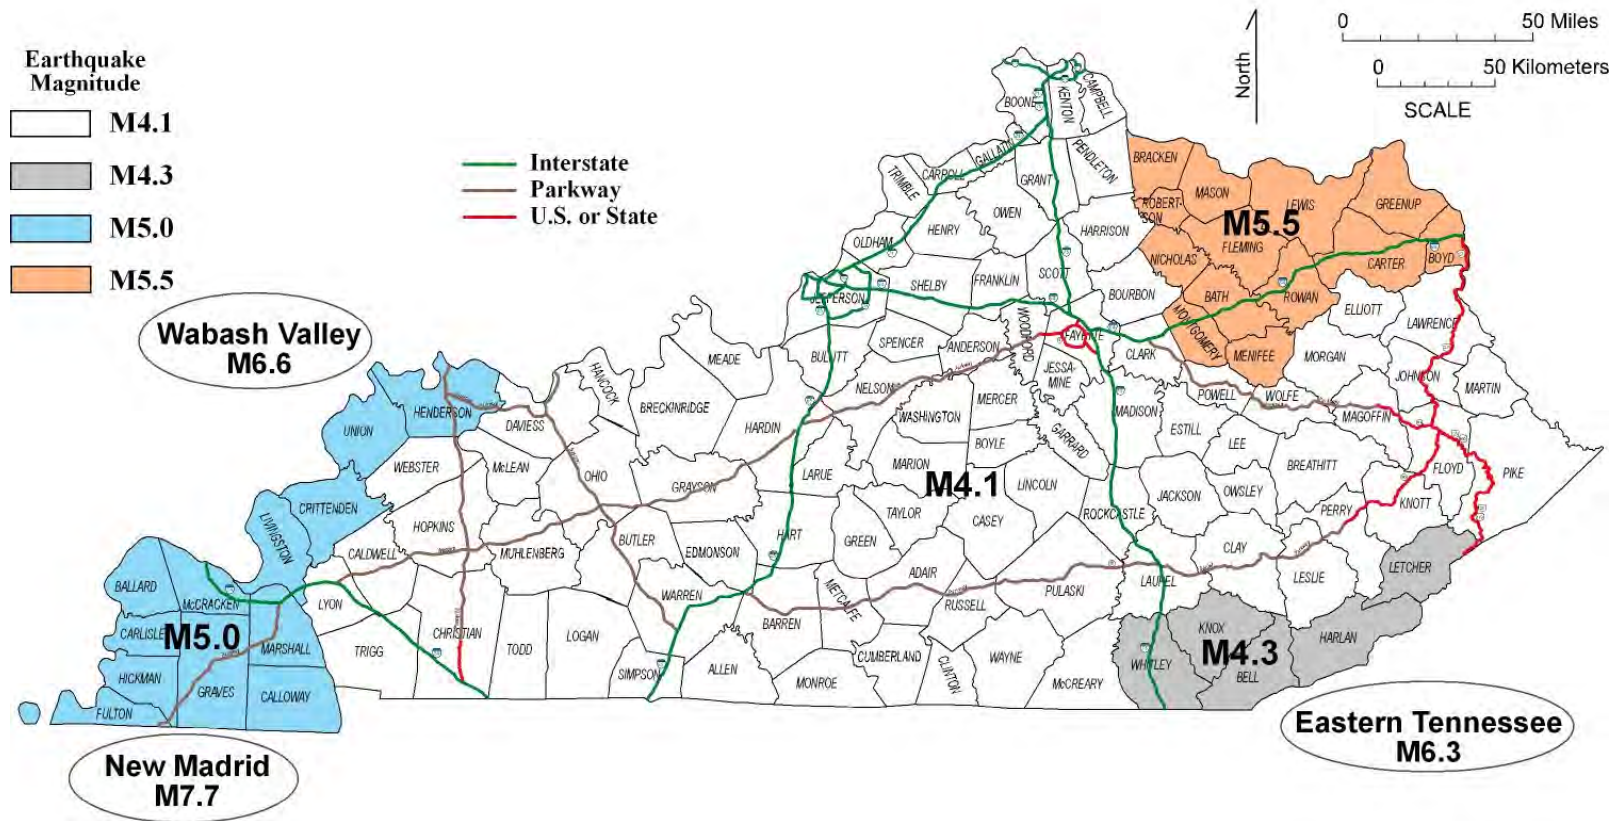 Earthquake
Magnitude
M4.1
M4.3
M5.0
M5.5
Interstate
Parkway
U.S. or State
North
0 50 Miles
0 50 Kilometers
SCALE
Wabash Valley
M6.6
New Madrid
M7.7
Eastern Tennessee
M6.3
M5.5
M4.1
M5.0
M4.3
BOONE
KENTON
CAMPBELL
GALLATIN
CARROLL
TRIMBLE
GRANT
PENDLETON
BRACKEN
MASON
ROBERT-
SON
LEWIS
GREENUP
OWEN
HENRY
OLDHAM
HARRISON
NICHOLAS
FLEMING
CARTER
BOYD
JEFFERSON
SHELBY
FRANKLIN
SCOTT
BOURBON
BATH
ROWAN
ELLIOTT
LAWRENCE
MONTGOMERY
MENIFEE
MORGAN
WOODFORD
FAYETTE
CLARK
BULLITT
SPENCER
ANDERSON
JESSA-
MINE
MEADE
HANCOCK
BRECKINRIDGE
NELSON
MERCER
WASHINGTON
MADISON
POWELL
WOLFE
JOHNSON
MARTIN
MAGOFFIN
ESTILL
LEE
BREATHITT
FLOYD
PIKE
HENDERSON
UNION
DAVIESS
WEBSTER
McLEAN
OHIO
HARDIN
GRAYSON
LARUE
MARION
BOYLE
GARRARD
LINCOLN
JACKSON
OWSLEY
PERRY
KNOTT
CRITTENDEN
LIVINGSTON
HOPKINS
CALDWELL
MUHLENBERG
BUTLER
EDMONSON
HART
GREEN
TAYLOR
CASEY
ROCKCASTLE
CLAY
LESLIE
LETCHER
BALLARD
McCRACKEN
LYON
WARREN
BARREN
METCALFE
ADAIR
RUSSELL
PULASKI
LAUREL
CARLISLE
MARSHALL
TRIGG
CHRISTIAN
TODD
LOGAN
SIMPSON
ALLEN
MONROE
CUMBERLAND
CLINTON
WAYNE
McCREARY
WHITLEY
KNOX
BELL
HARLAN
HICKMAN
GRAVES
CALLOWAY
FULTON